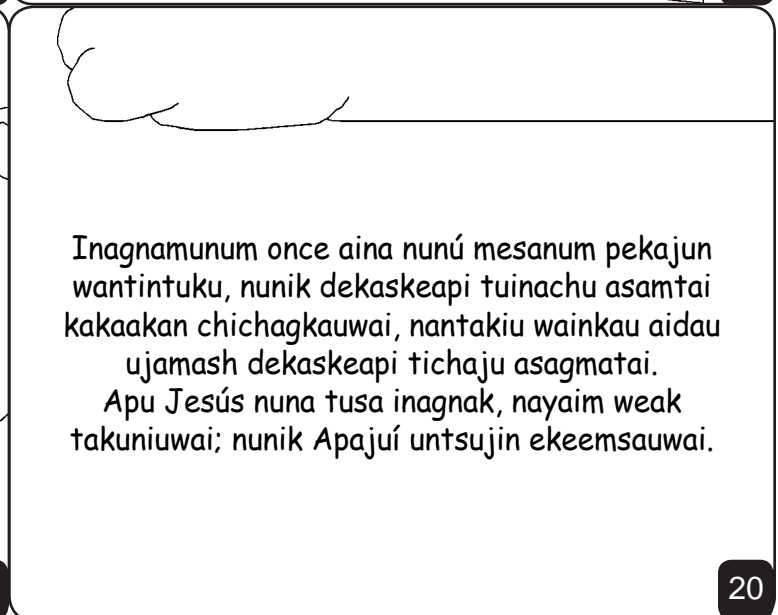 Inagnamunum once aina nunú mesanum pekajun
wantintuku, nunik dekaskeapi tuinachu asamtai
kakaakan chichagkauwai, nantakiu wainkau aidau
ujamash dekaskeapi tichaju asagmatai.
Apu Jesús nuna tusa inagnak, nayaim weak
takuniuwai; nunik Apajuí untsujin ekeemsauwai.
20